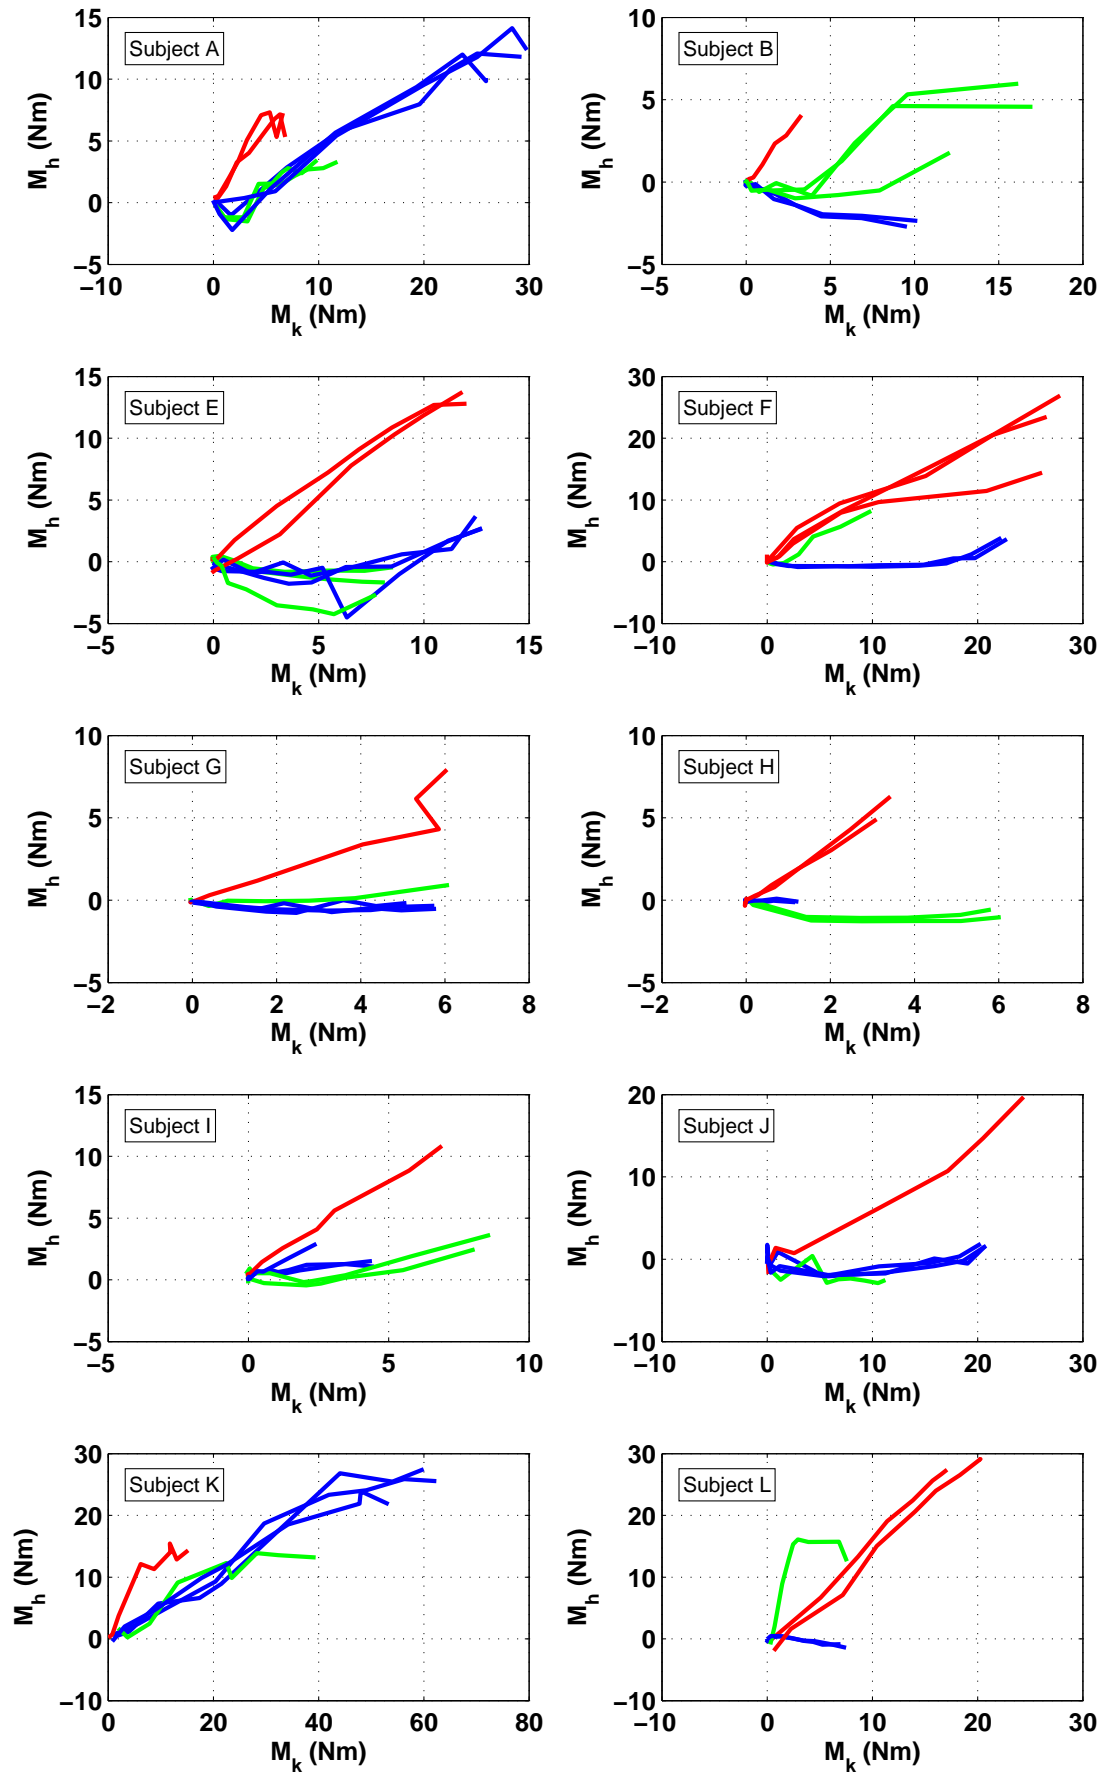 Subject A
15
10
5
0
−5
−10 0 10 20 30
M_h (Nm)
M_k (Nm)
Subject B
10
5
0
−5
−5 0 5 10 15 20
M_h (Nm)
M_k (Nm)
Subject E
15
10
5
0
−5
−5 0 5 10 15
M_h (Nm)
M_k (Nm)
Subject F
30
20
10
0
−10
−10 0 10 20 30
M_h (Nm)
M_k (Nm)
Subject G
10
5
0
−5
−2 0 2 4 6 8
M_h (Nm)
M_k (Nm)
Subject H
10
5
0
−5
−2 0 2 4 6 8
M_h (Nm)
M_k (Nm)
Subject I
15
10
5
0
−5
−5 0 5 10
M_h (Nm)
M_k (Nm)
Subject J
20
10
0
−10
−10 0 10 20 30
M_h (Nm)
M_k (Nm)
Subject K
30
20
10
0
−10
0 20 40 60 80
M_h (Nm)
M_k (Nm)
Subject L
30
20
10
0
−10
−10 0 10 20 30
M_h (Nm)
M_k (Nm)